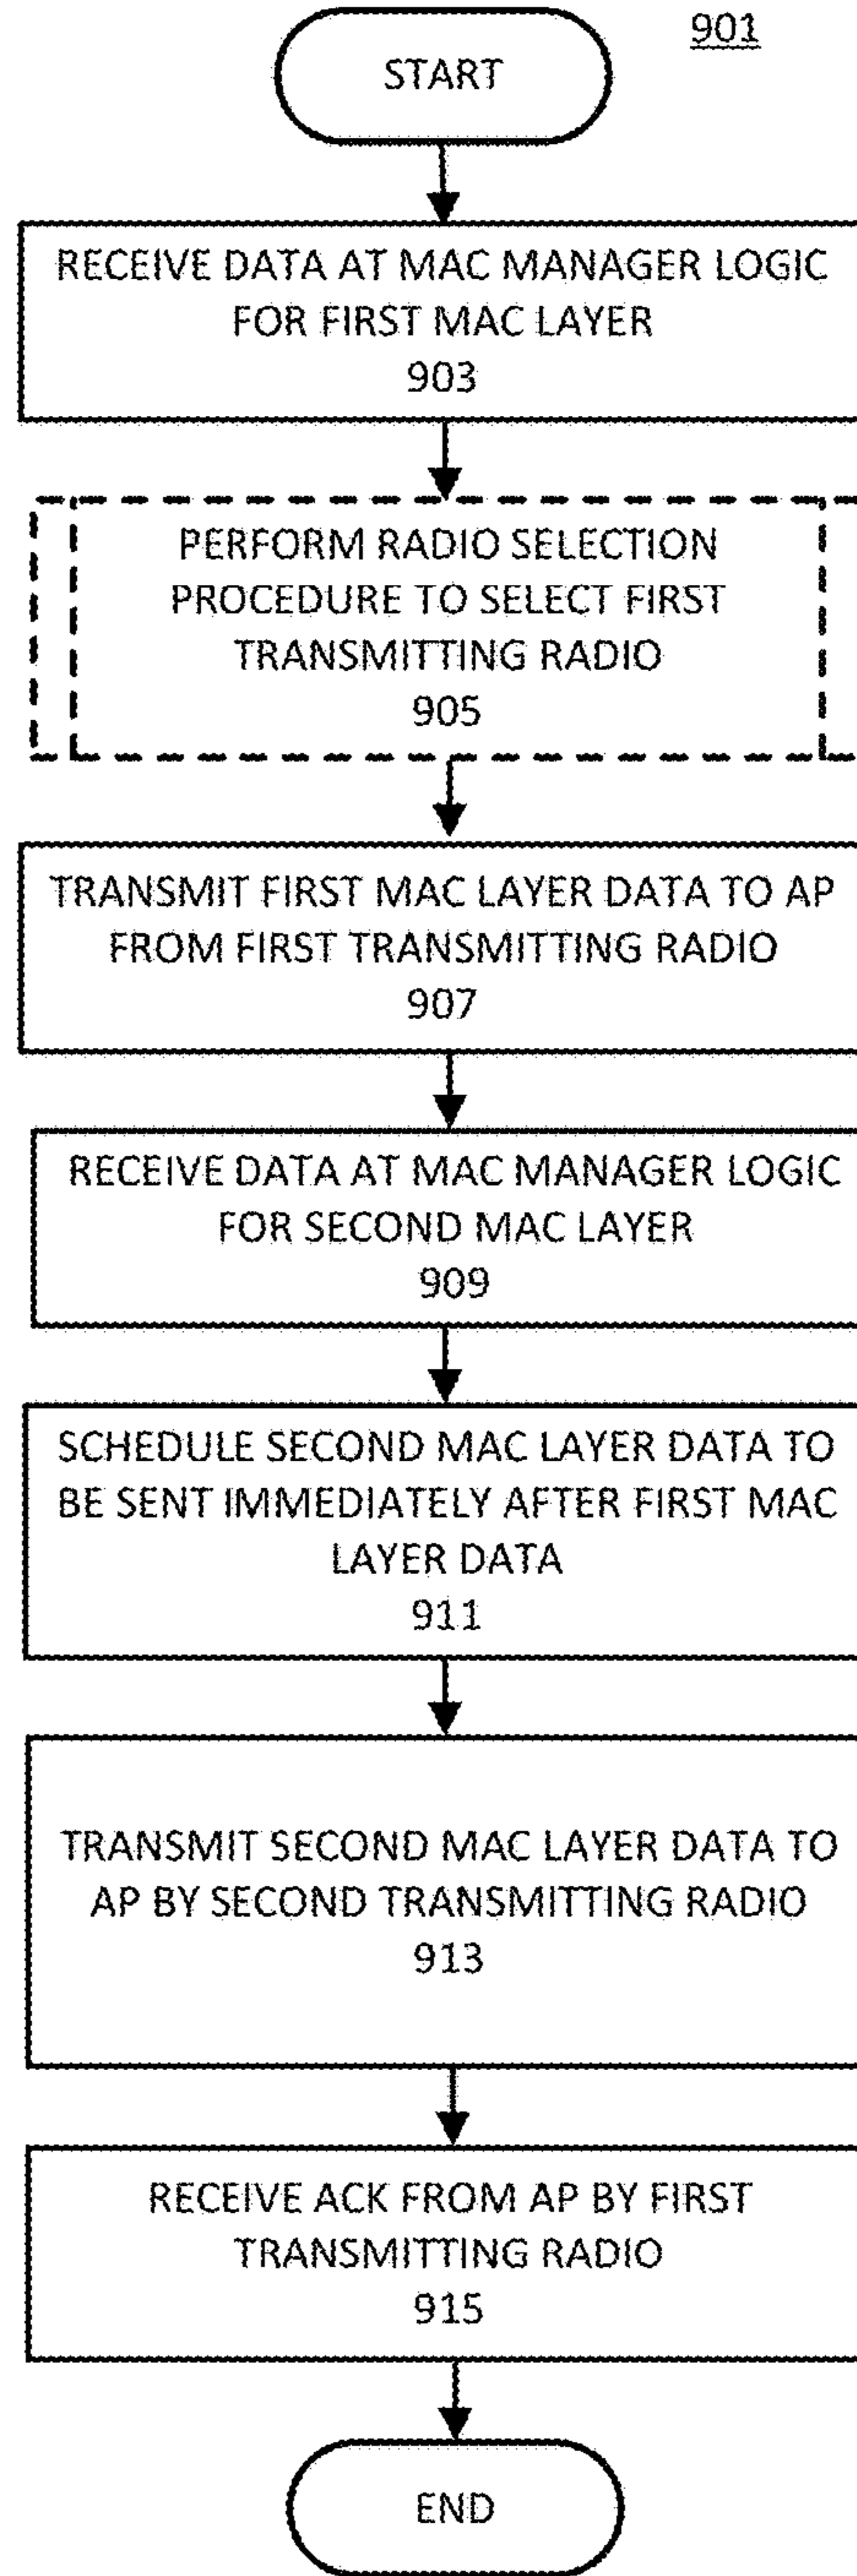 901
START
RECEIVE DATA AT MAC MANAGER LOGIC
FOR FIRST MAC LAYER
903
PERFORM RADIO SELECTION
PROCEDURE TO SELECT FIRST
TRANSMITTING RADIO
905
TRANSMIT FIRST MAC LAYER DATA TO AP
FROM FIRST TRANSMITTING RADIO
907
RECEIVE DATA AT MAC MANAGER LOGIC
FOR SECOND MAC LAYER
909
SCHEDULE SECOND MAC LAYER DATA TO
BE SENT IMMEDIATELY AFTER FIRST MAC
LAYER DATA
911
TRANSMIT SECOND MAC LAYER DATA TO
AP BY SECOND TRANSMITTING RADIO
913
RECEIVE ACK FROM AP BY FIRST
TRANSMITTING RADIO
915
END